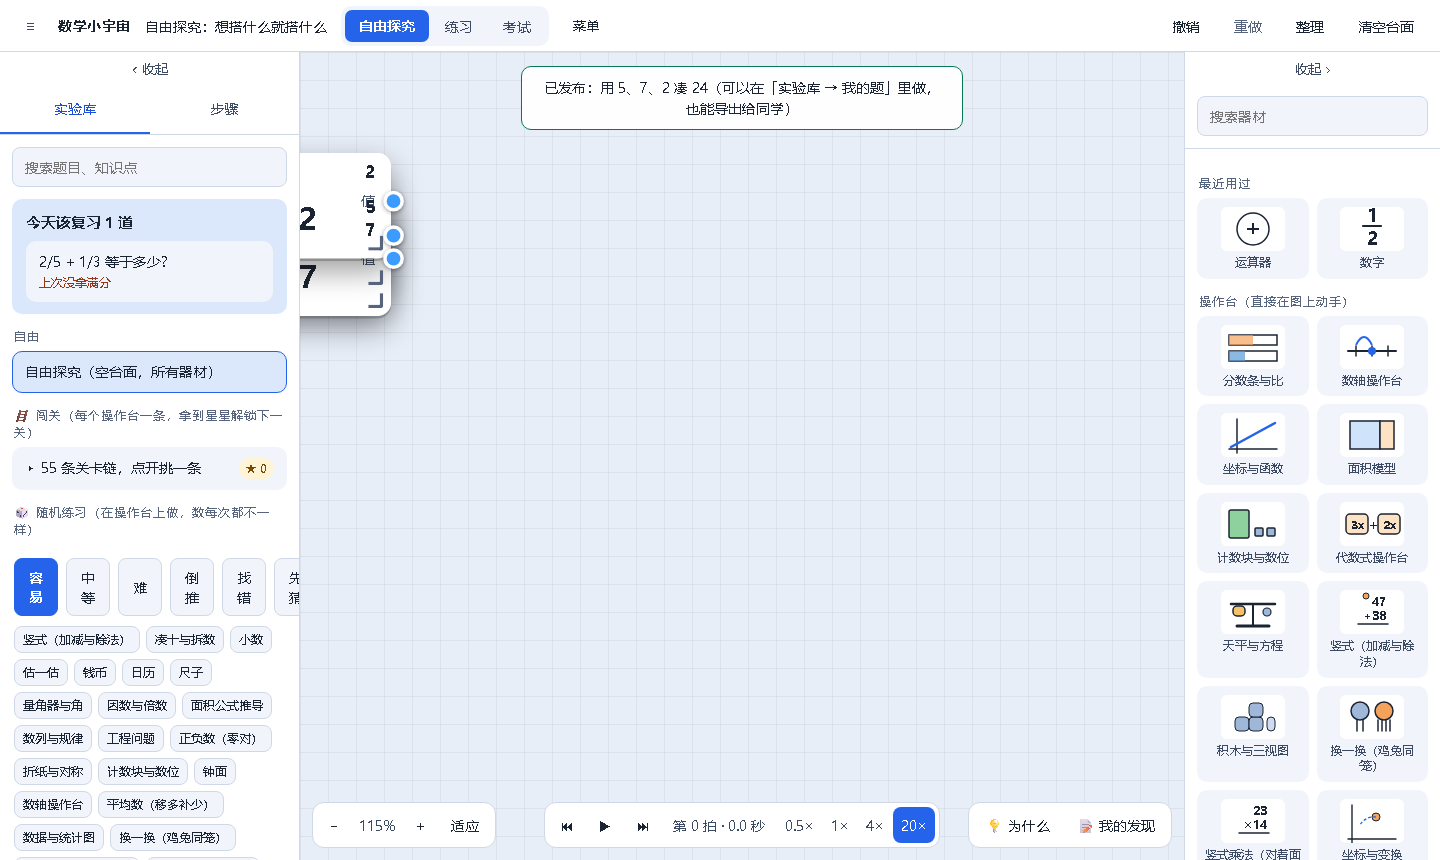 ≡ 数学小宇宙 自由探究：想搭什么就搭什么 自由探究 练习 考试 菜单 撤销 重做 整理 清空台面
‹ 收起
实验库 步骤
搜索题目、知识点
今天该复习 1 道
2/5 + 1/3 等于多少？
上次没拿满分
自由
自由探究（空台面，所有器材）
闯关（每个操作台一条，拿到星星解锁下一
关）
▸ 55 条关卡链，点开挑一条 ★ 0
随机练习（在操作台上做，数每次都不一
样）
容易 中等 难 倒推 找错 先猜
竖式（加减与除法） 凑十与拆数 小数
估一估 钱币 日历 尺子
量角器与角 因数与倍数 面积公式推导
数列与规律 工程问题 正负数（零对）
折纸与对称 计数块与数位 钟面
数轴操作台 平均数（移多补少）
数据与统计图 换一换（鸡兔同笼）
已发布：用 5、7、2 凑 24（可以在「实验库 → 我的题」里做，
也能导出给同学）
2
值
5
2
7
值
7
− 115% + 适应
⏮ ▶ ⏭ 第 0 拍 · 0.0 秒 0.5× 1× 4× 20×
为什么 我的发现
收起 ›
搜索器材
最近用过
1
2
运算器 数字
操作台（直接在图上动手）
分数条与比 数轴操作台
坐标与函数 面积模型
3x + 2x
计数块与数位 代数式操作台
47
+38
天平与方程 竖式（加减与除
法）
积木与三视图 换一换（鸡兔同
笼）
23
×14
竖式乘法（对着面 坐标与变换